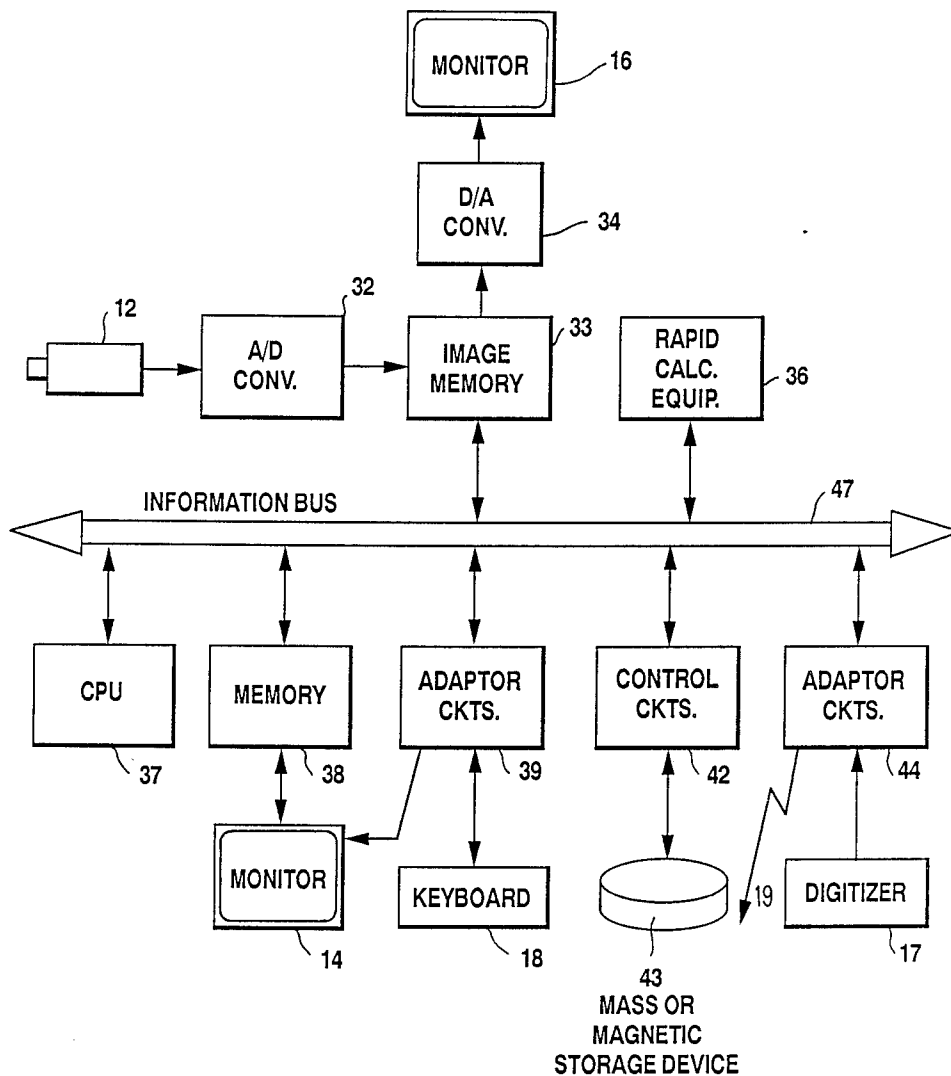 MONITOR
16
D/A
CONV.
34
12
32
A/D
CONV.
33
IMAGE
MEMORY
RAPID
CALC.
EQUIP.
36
INFORMATION BUS
47
CPU
37
MEMORY
38
ADAPTOR
CKTS.
39
CONTROL
CKTS.
42
ADAPTOR
CKTS.
44
MONITOR
14
KEYBOARD
18
43
MASS OR
MAGNETIC
STORAGE DEVICE
19
DIGITIZER
17